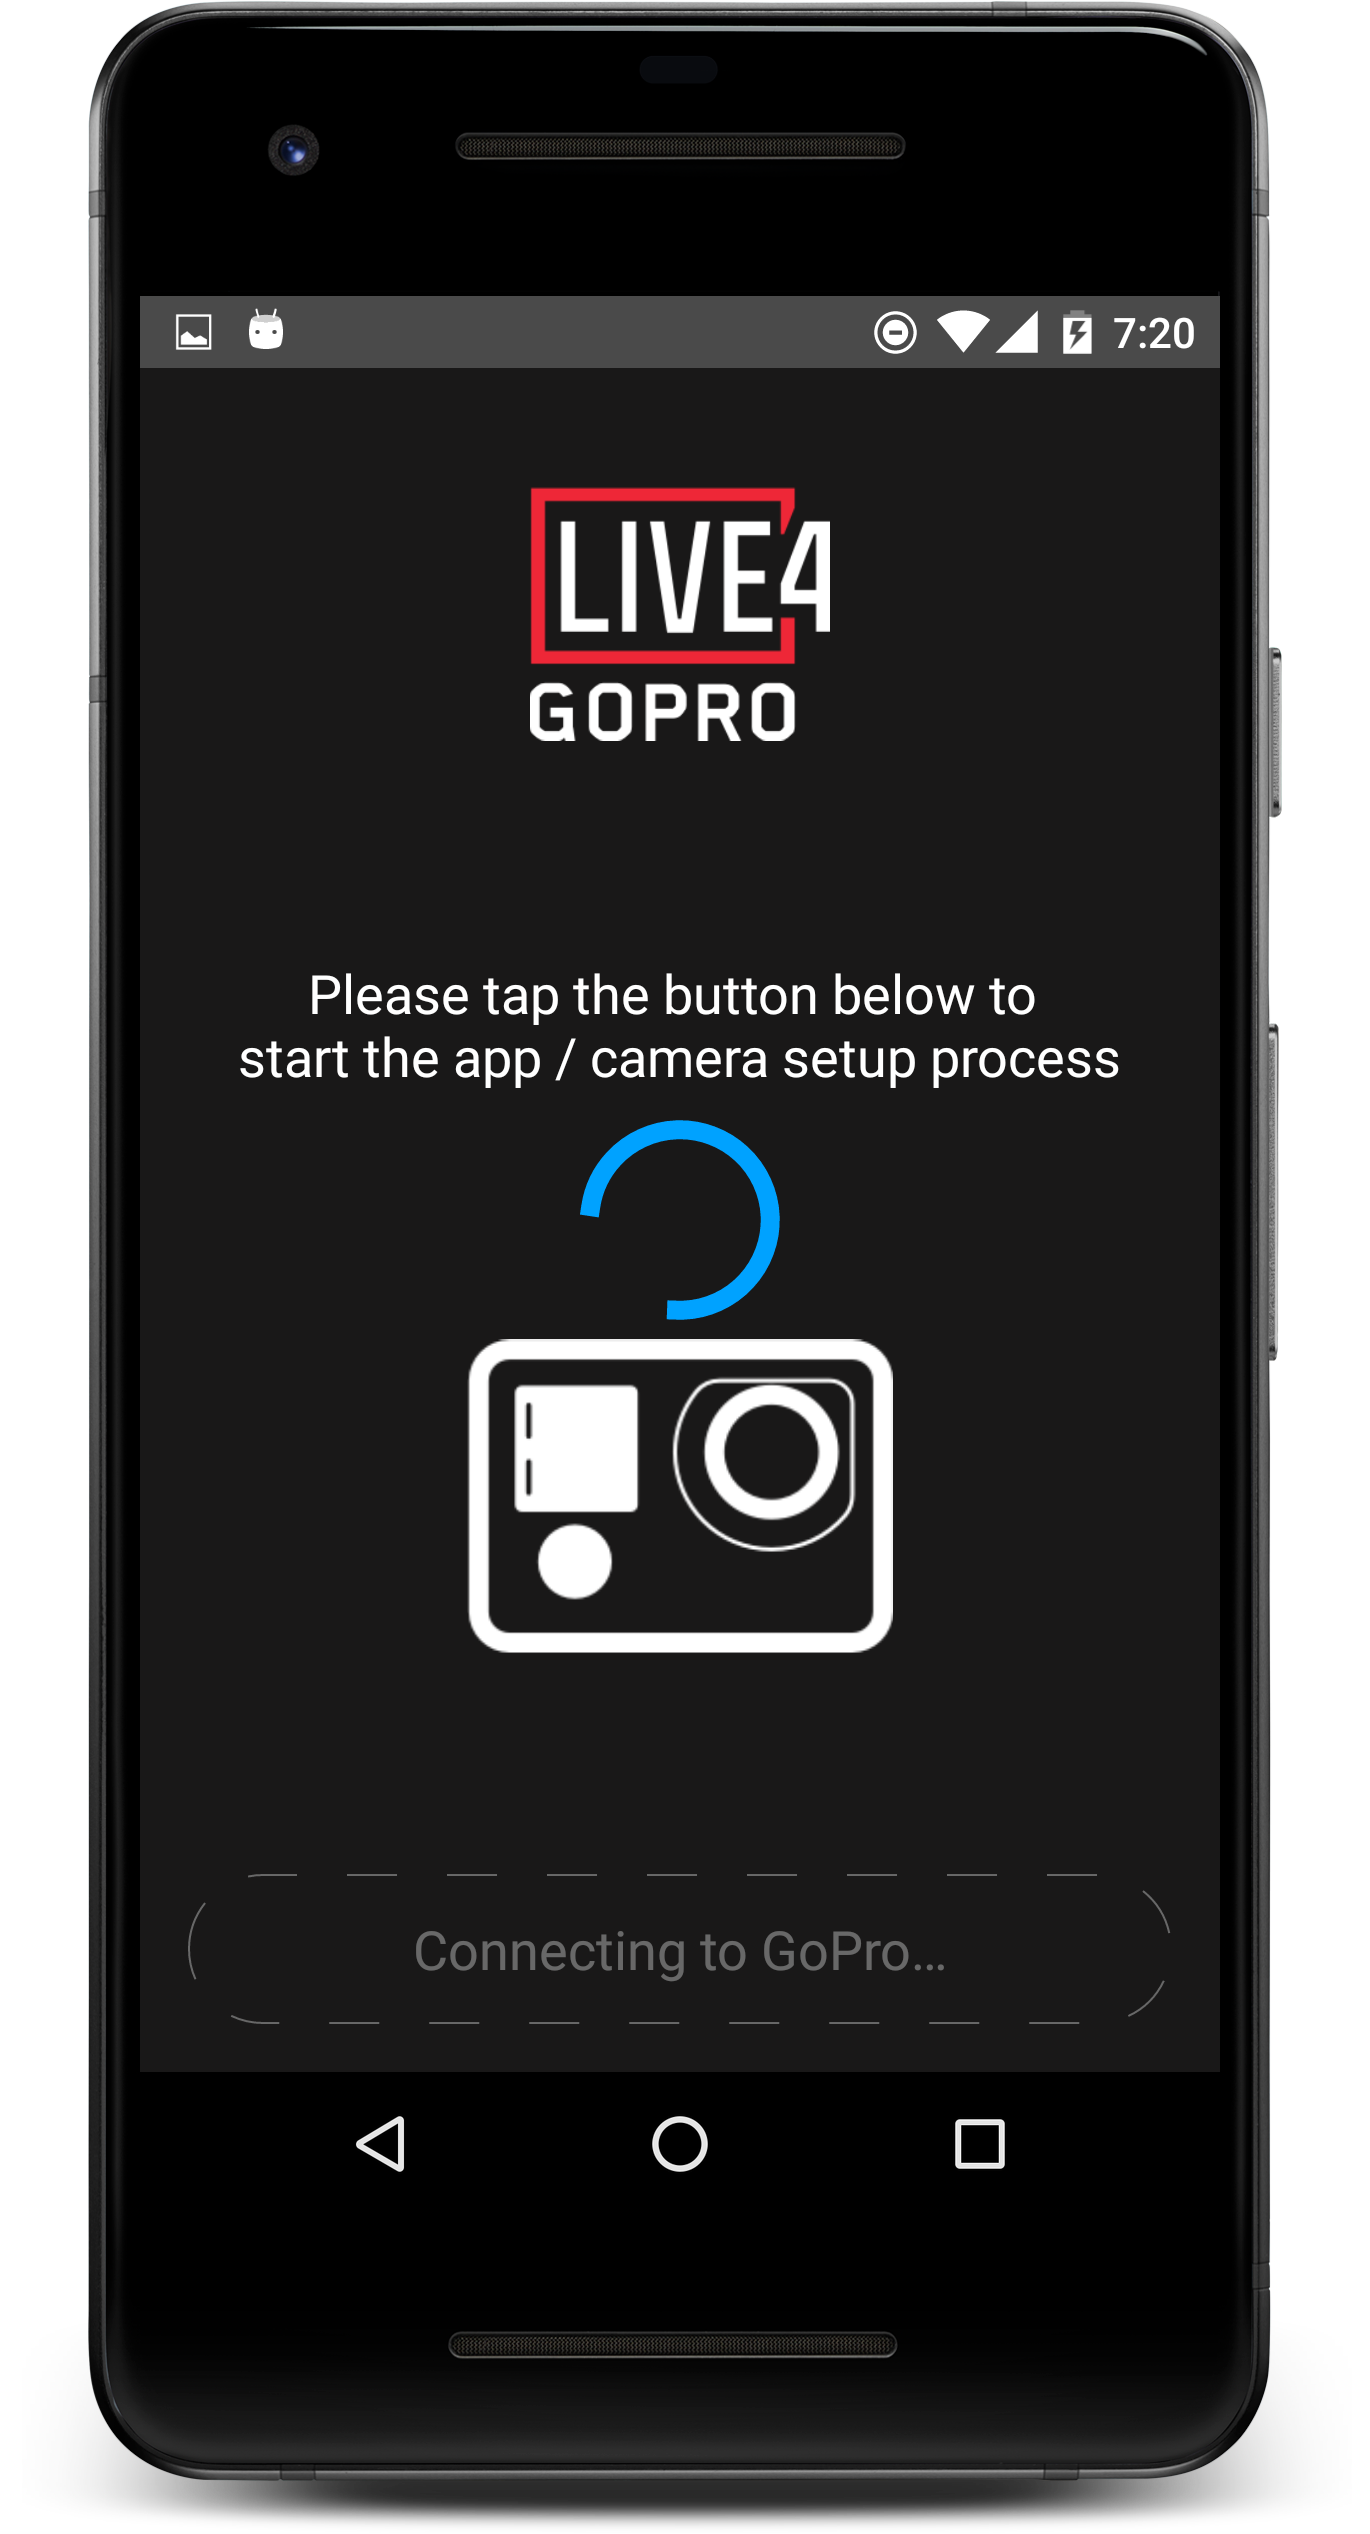 7:20
LIVE4
GOPRO
Please tap the button below to
start the app / camera setup process
Connecting to GoPro...